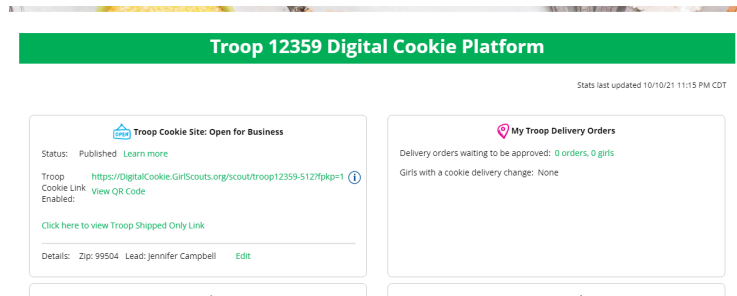 Troop 12359 Digital Cookie Platform
Stats last updated 10/10/21 11:15 PM CDT
OPEN
Troop Cookie Site: Open for Business
Status: Published Learn more
Troop Cookie Link Enabled: https://DigitalCookie.GirlScouts.org/scout/troop12359-512?fpkp=1 i
View QR Code
Click here to view Troop Shipped Only Link
Details: Zip: 99504 Lead: Jennifer Campbell Edit
My Troop Delivery Orders
Delivery orders waiting to be approved: 0 orders, 0 girls
Girls with a cookie delivery change: None